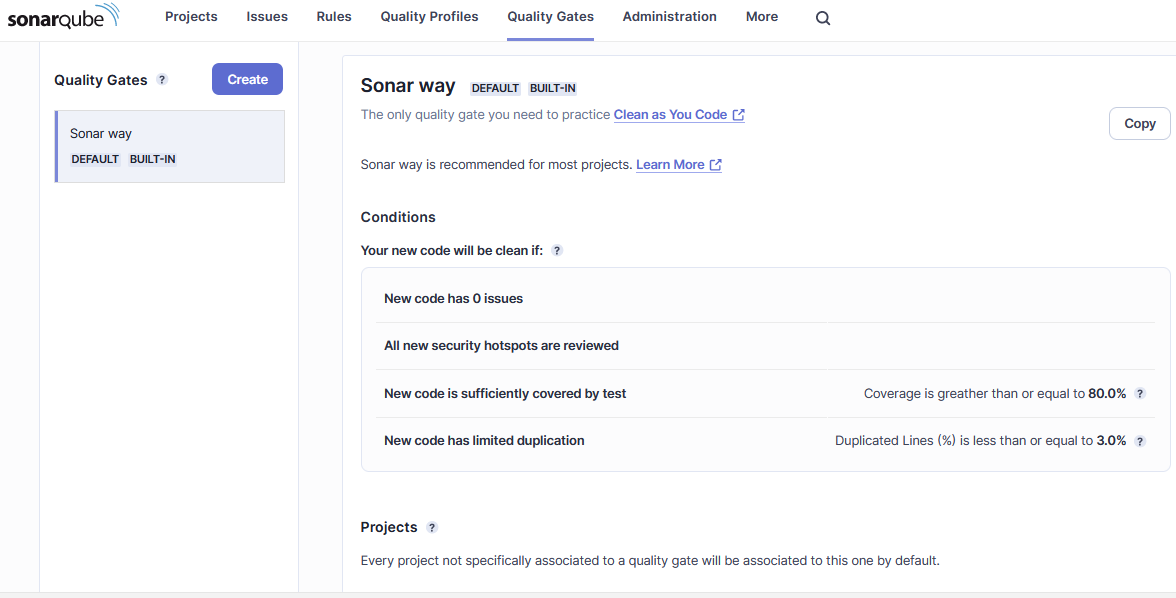 sonarqube Projects Issues Rules Quality Profiles Quality Gates Administration More
Quality Gates ? Create
Sonar way
DEFAULT BUILT-IN
Sonar way DEFAULT BUILT-IN
The only quality gate you need to practice Clean as You Code
Copy
Sonar way is recommended for most projects. Learn More
Conditions
Your new code will be clean if: ?
New code has 0 issues
All new security hotspots are reviewed
New code is sufficiently covered by test Coverage is greather than or equal to 80.0% ?
New code has limited duplication Duplicated Lines (%) is less than or equal to 3.0% ?
Projects ?
Every project not specifically associated to a quality gate will be associated to this one by default.